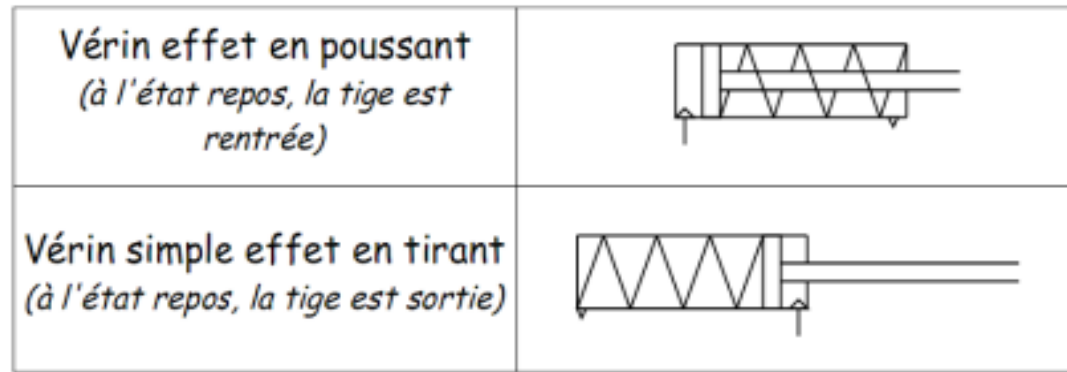 Vérin effet en poussant
(à l'état repos, la tige est
rentrée)
Vérin simple effet en tirant
(à l'état repos, la tige est sortie)